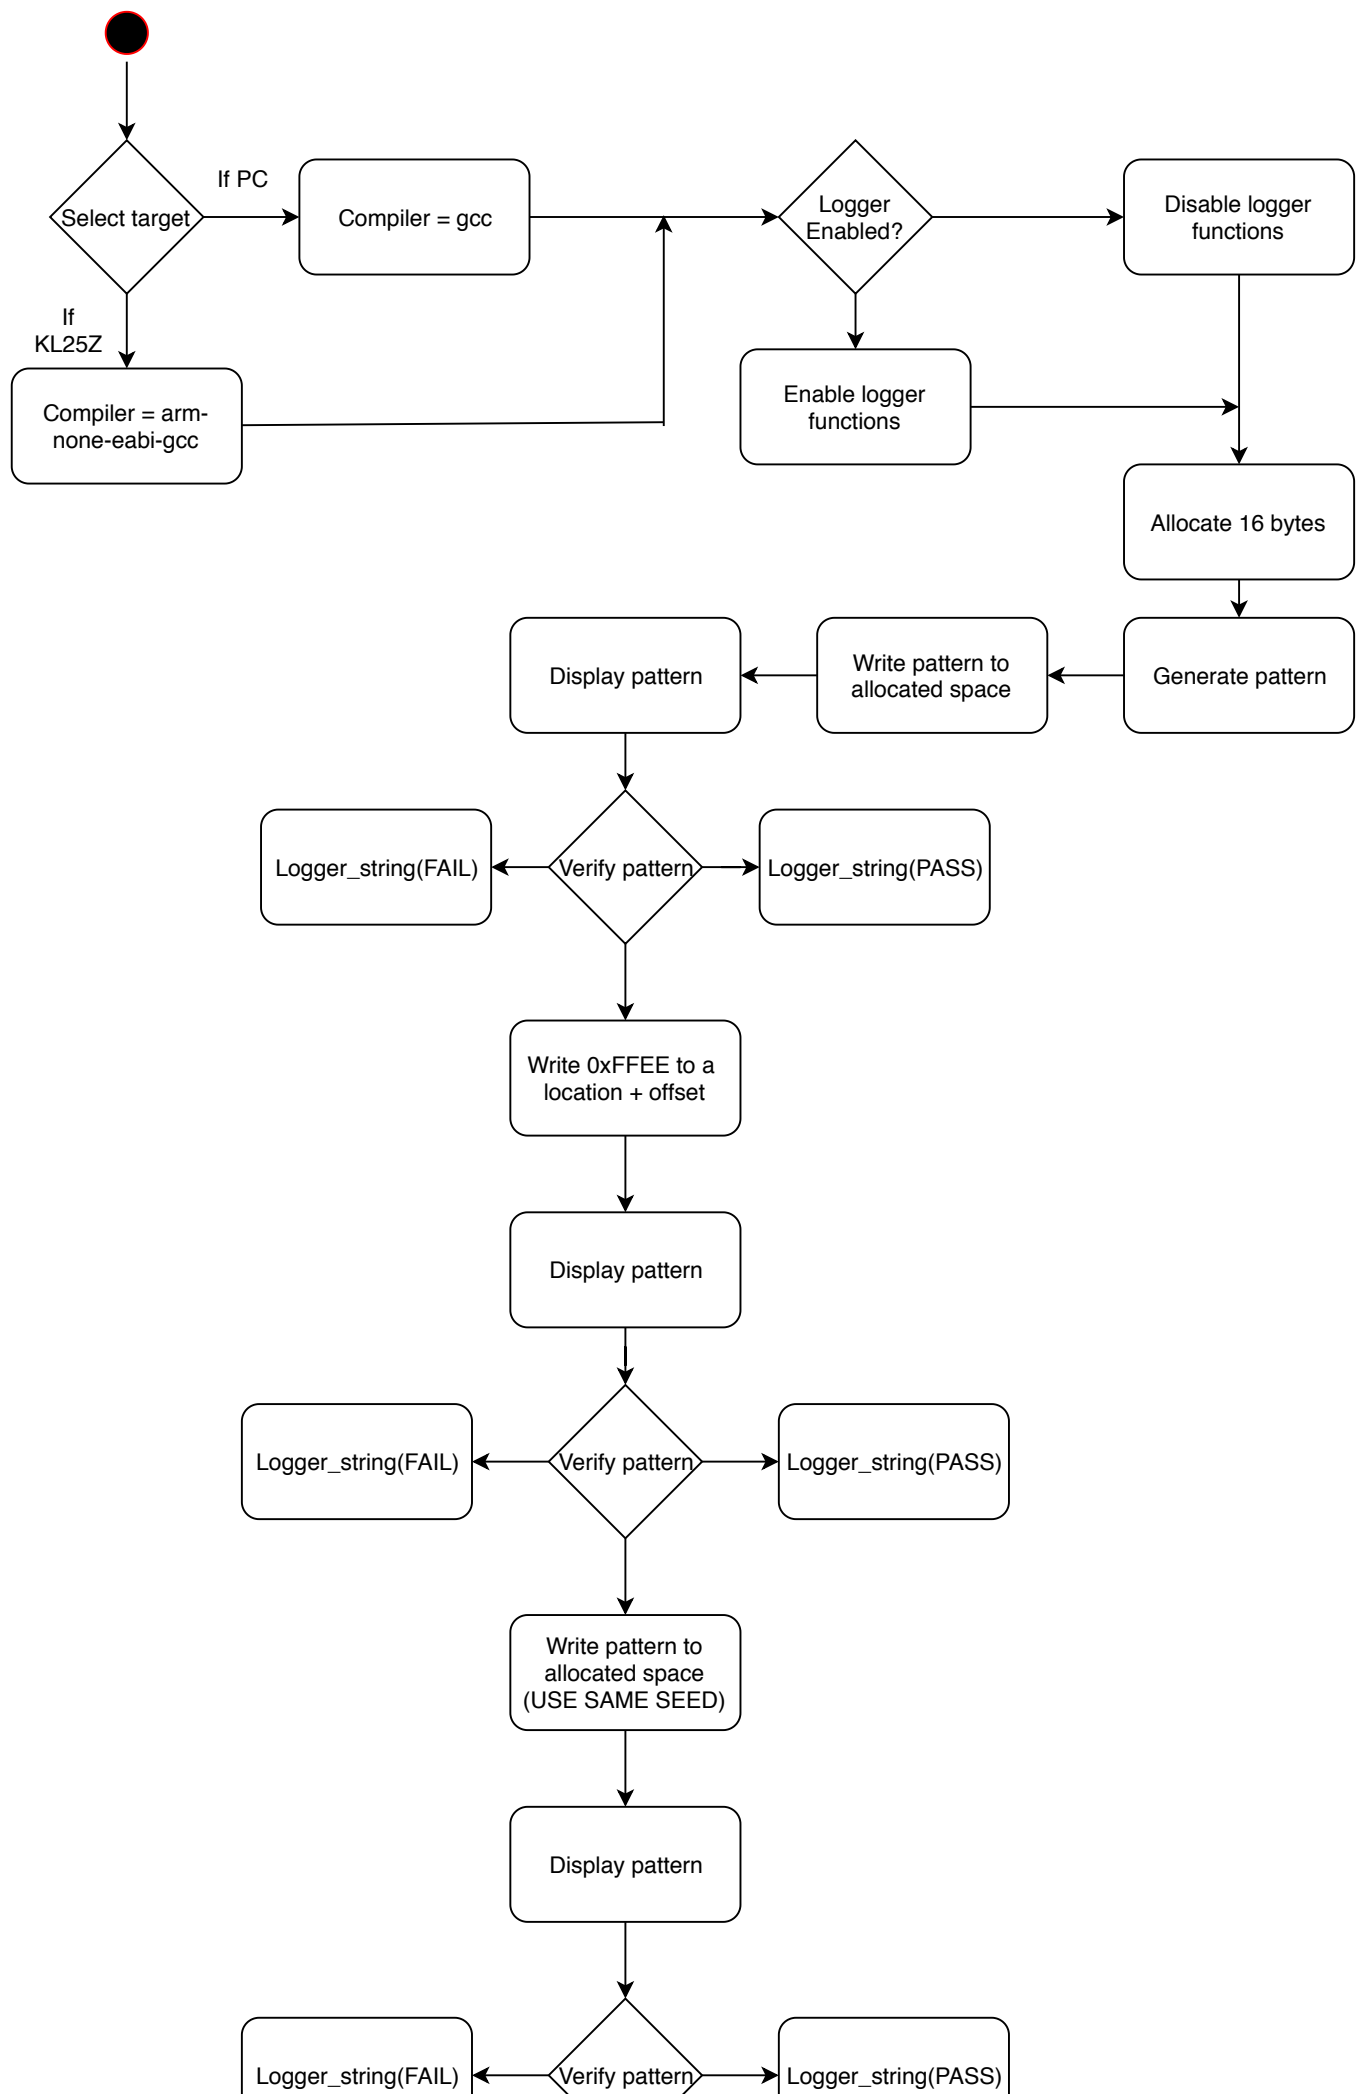 If PC
Select target
Compiler = gcc
Logger
Enabled?
Disable logger
functions
If
KL25Z
Compiler = arm-
none-eabi-gcc
Enable logger
functions
Allocate 16 bytes
Display pattern
Write pattern to
allocated space
Generate pattern
Logger_string(FAIL)
Verify pattern
Logger_string(PASS)
Write 0xFFEE to a
location + offset
Display pattern
Logger_string(FAIL)
Verify pattern
Logger_string(PASS)
Write pattern to
allocated space
(USE SAME SEED)
Display pattern
Logger_string(FAIL)
Verify pattern
Logger_string(PASS)